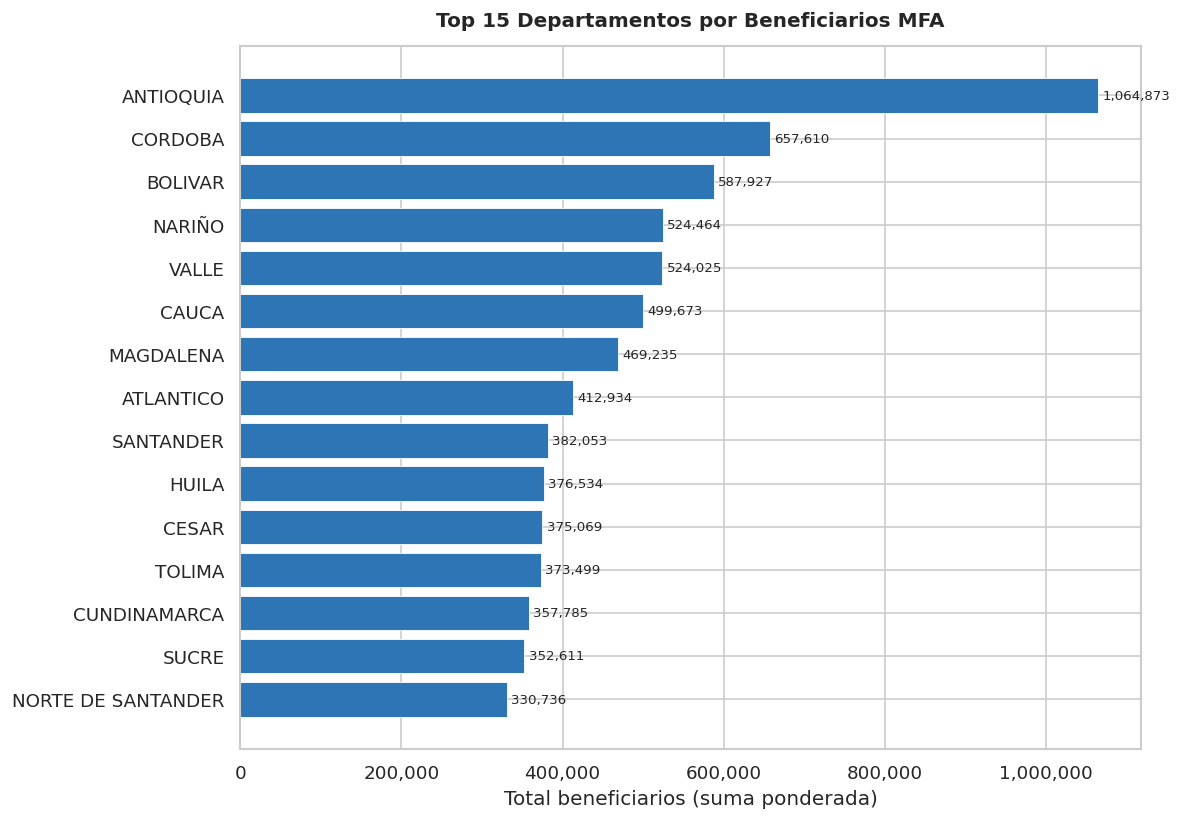 Top 15 Departamentos por Beneficiarios MFA
ANTIOQUIA 1,064,873
CORDOBA 657,610
BOLIVAR 587,927
NARIÑO 524,464
VALLE 524,025
CAUCA 499,673
MAGDALENA 469,235
ATLANTICO 412,934
SANTANDER 382,053
HUILA 376,534
CESAR 375,069
TOLIMA 373,499
CUNDINAMARCA 357,785
SUCRE 352,611
NORTE DE SANTANDER 330,736
0 200,000 400,000 600,000 800,000 1,000,000
Total beneficiarios (suma ponderada)